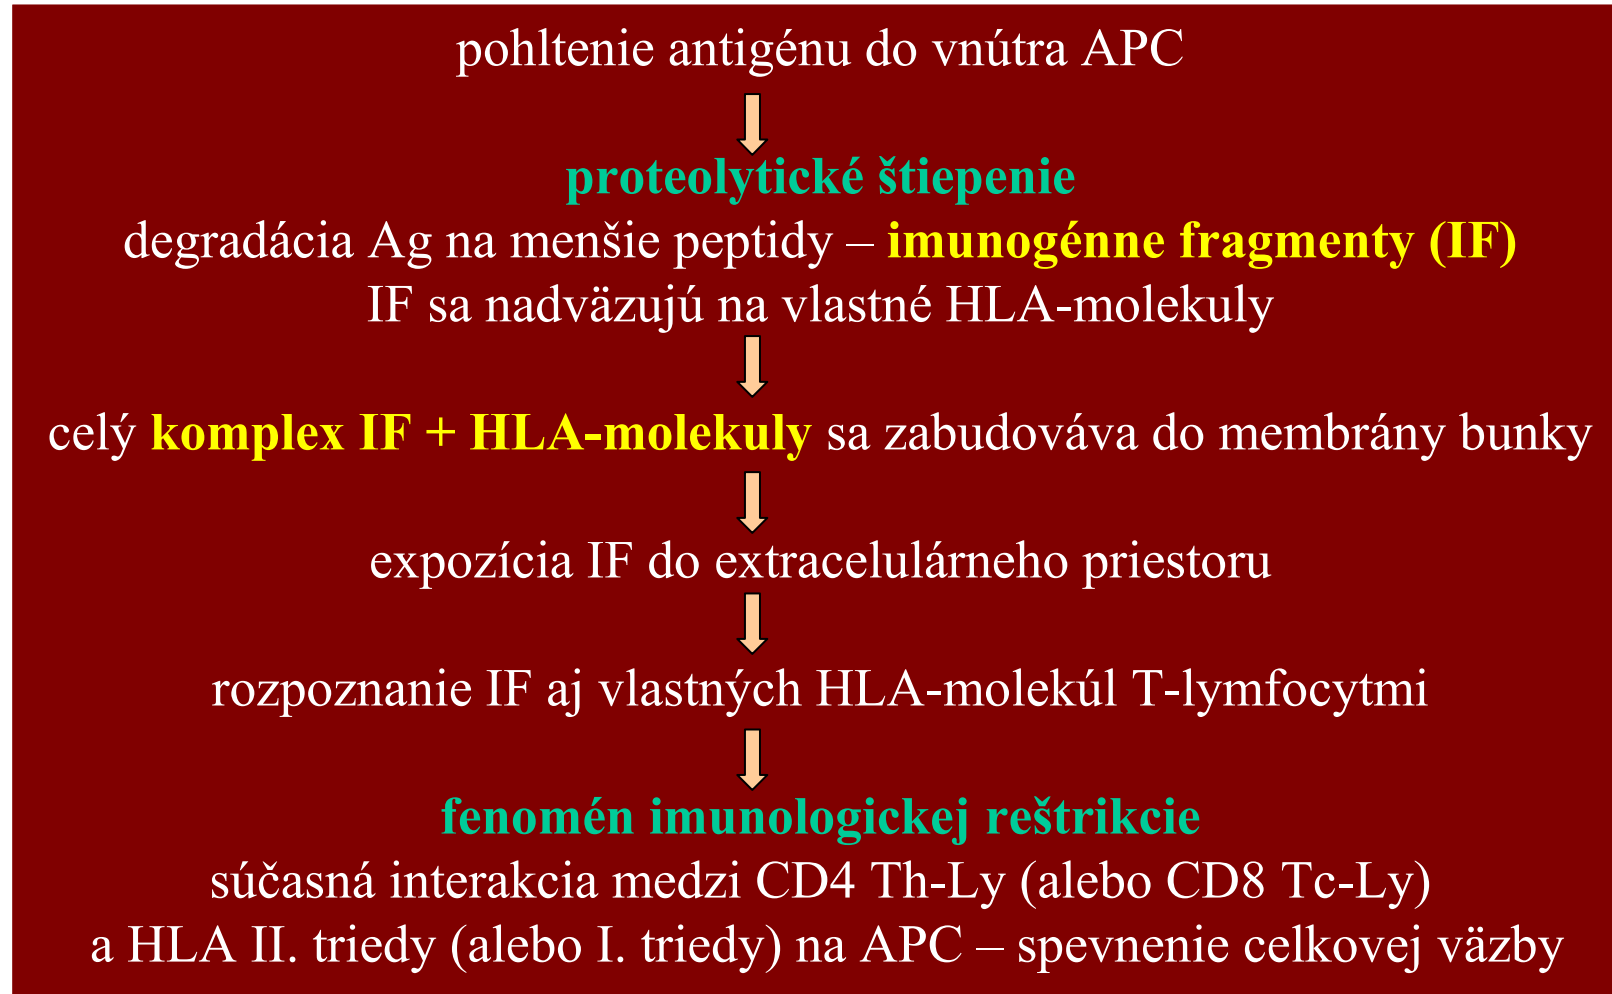 pohltenie antigénu do vnútra APC
proteolytické štiepenie
degradácia Ag na menšie peptidy – imunogénne fragmenty (IF)
IF sa nadväzujú na vlastné HLA-molekuly
celý komplex IF + HLA-molekuly sa zabudováva do membrány bunky
expozícia IF do extracelulárneho priestoru
rozpoznanie IF aj vlastných HLA-molekúl T-lymfocytmi
fenomén imunologickej reštrikcie
súčasná interakcia medzi CD4 Th-Ly (alebo CD8 Tc-Ly)
a HLA II. triedy (alebo I. triedy) na APC – spevnenie celkovej väzby